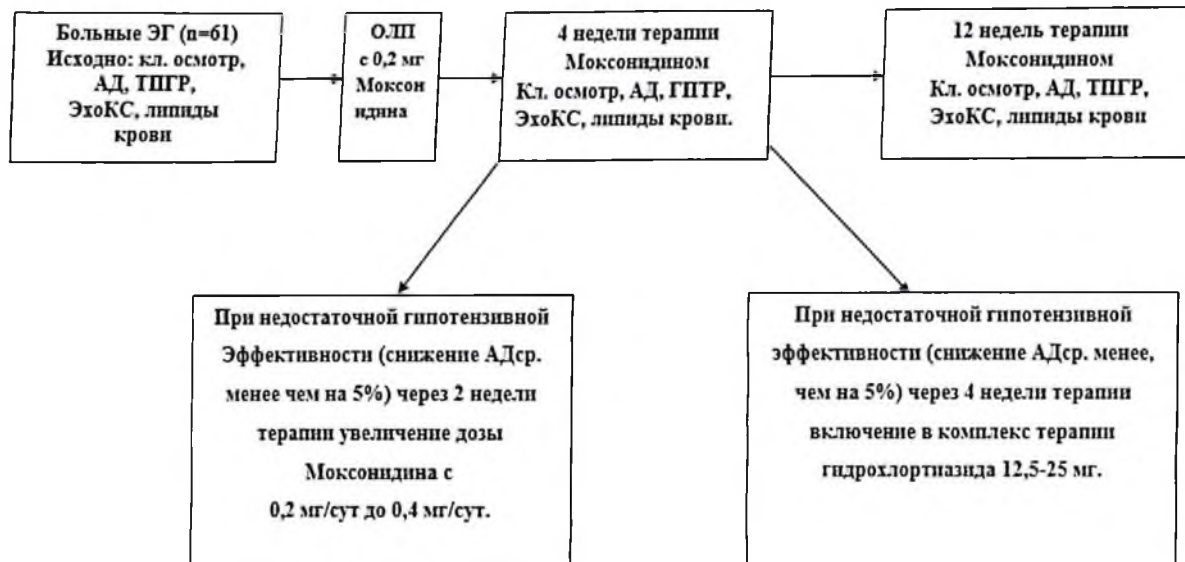 Больные ЭГ (n=61)
Исходно: кл. осмотр,
АД, ТПГР,
ЭхоКС, липиды
крови
ОЛП
с 0,2 мг
Моксон
идина
4 недели терапии
Моксонидином
Кл. осмотр, АД, ГПТР,
ЭхоКС, липиды крови.
12 недель терапии
Моксонидином
Кл. осмотр, АД, ТПГР,
ЭхоКС, липиды крови
При недостаточной гипотензивной
Эффективности (снижение АДср.
менее чем на 5%) через 2 недели
терапии увеличение дозы
Моксонидина с
0,2 мг/сут до 0,4 мг/сут.
При недостаточной гипотензивной
эффективности (снижение АДср. менее,
чем на 5%) через 4 недели терапии
включение в комплекс терапии
гидрохлортиазида 12,5-25 мг.